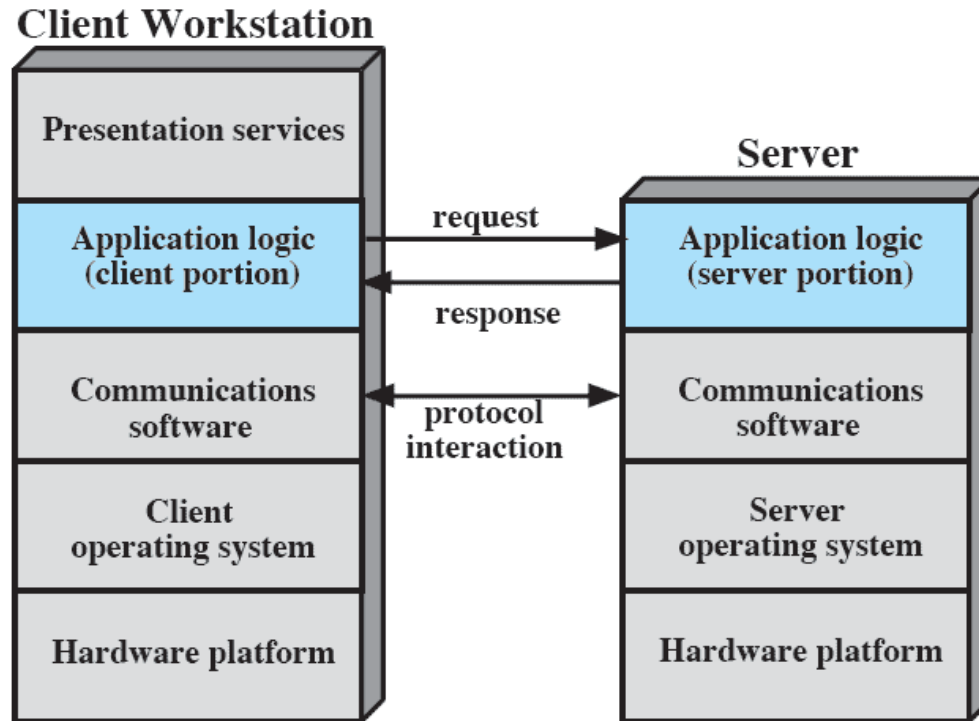 Client Workstation
Presentation services
Application logic
(client portion)
Communications
software
Client
operating system
Hardware platform
request
response
protocol
interaction
Server
Application logic
(server portion)
Communications
software
Server
operating system
Hardware platform